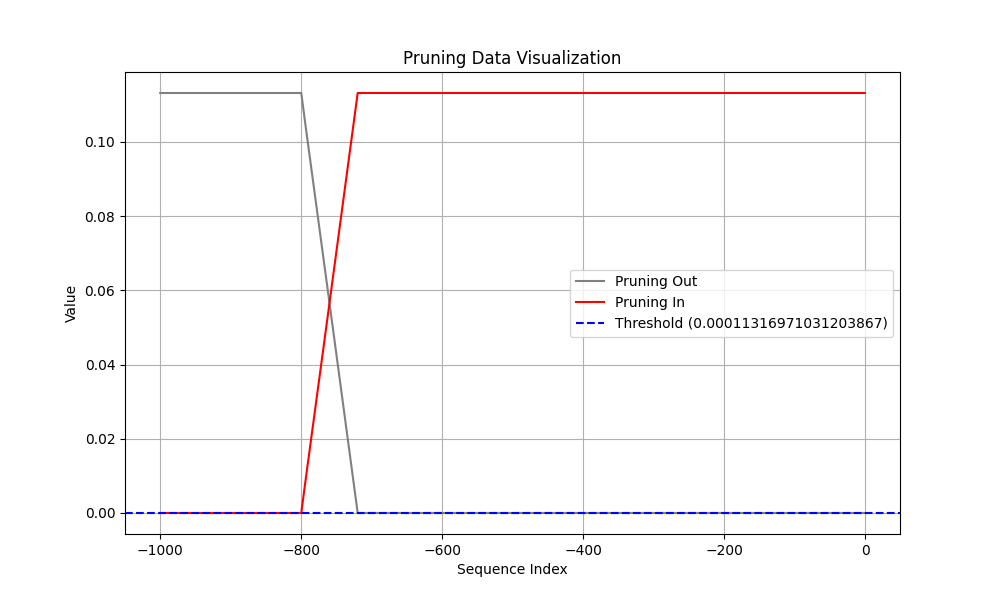 Pruning Data Visualization
Value
0.10
0.08
0.06
0.04
0.02
0.00
Pruning Out
Pruning In
Threshold (0.00011316971031203867)
−1000
−800
−600
−400
−200
0
Sequence Index